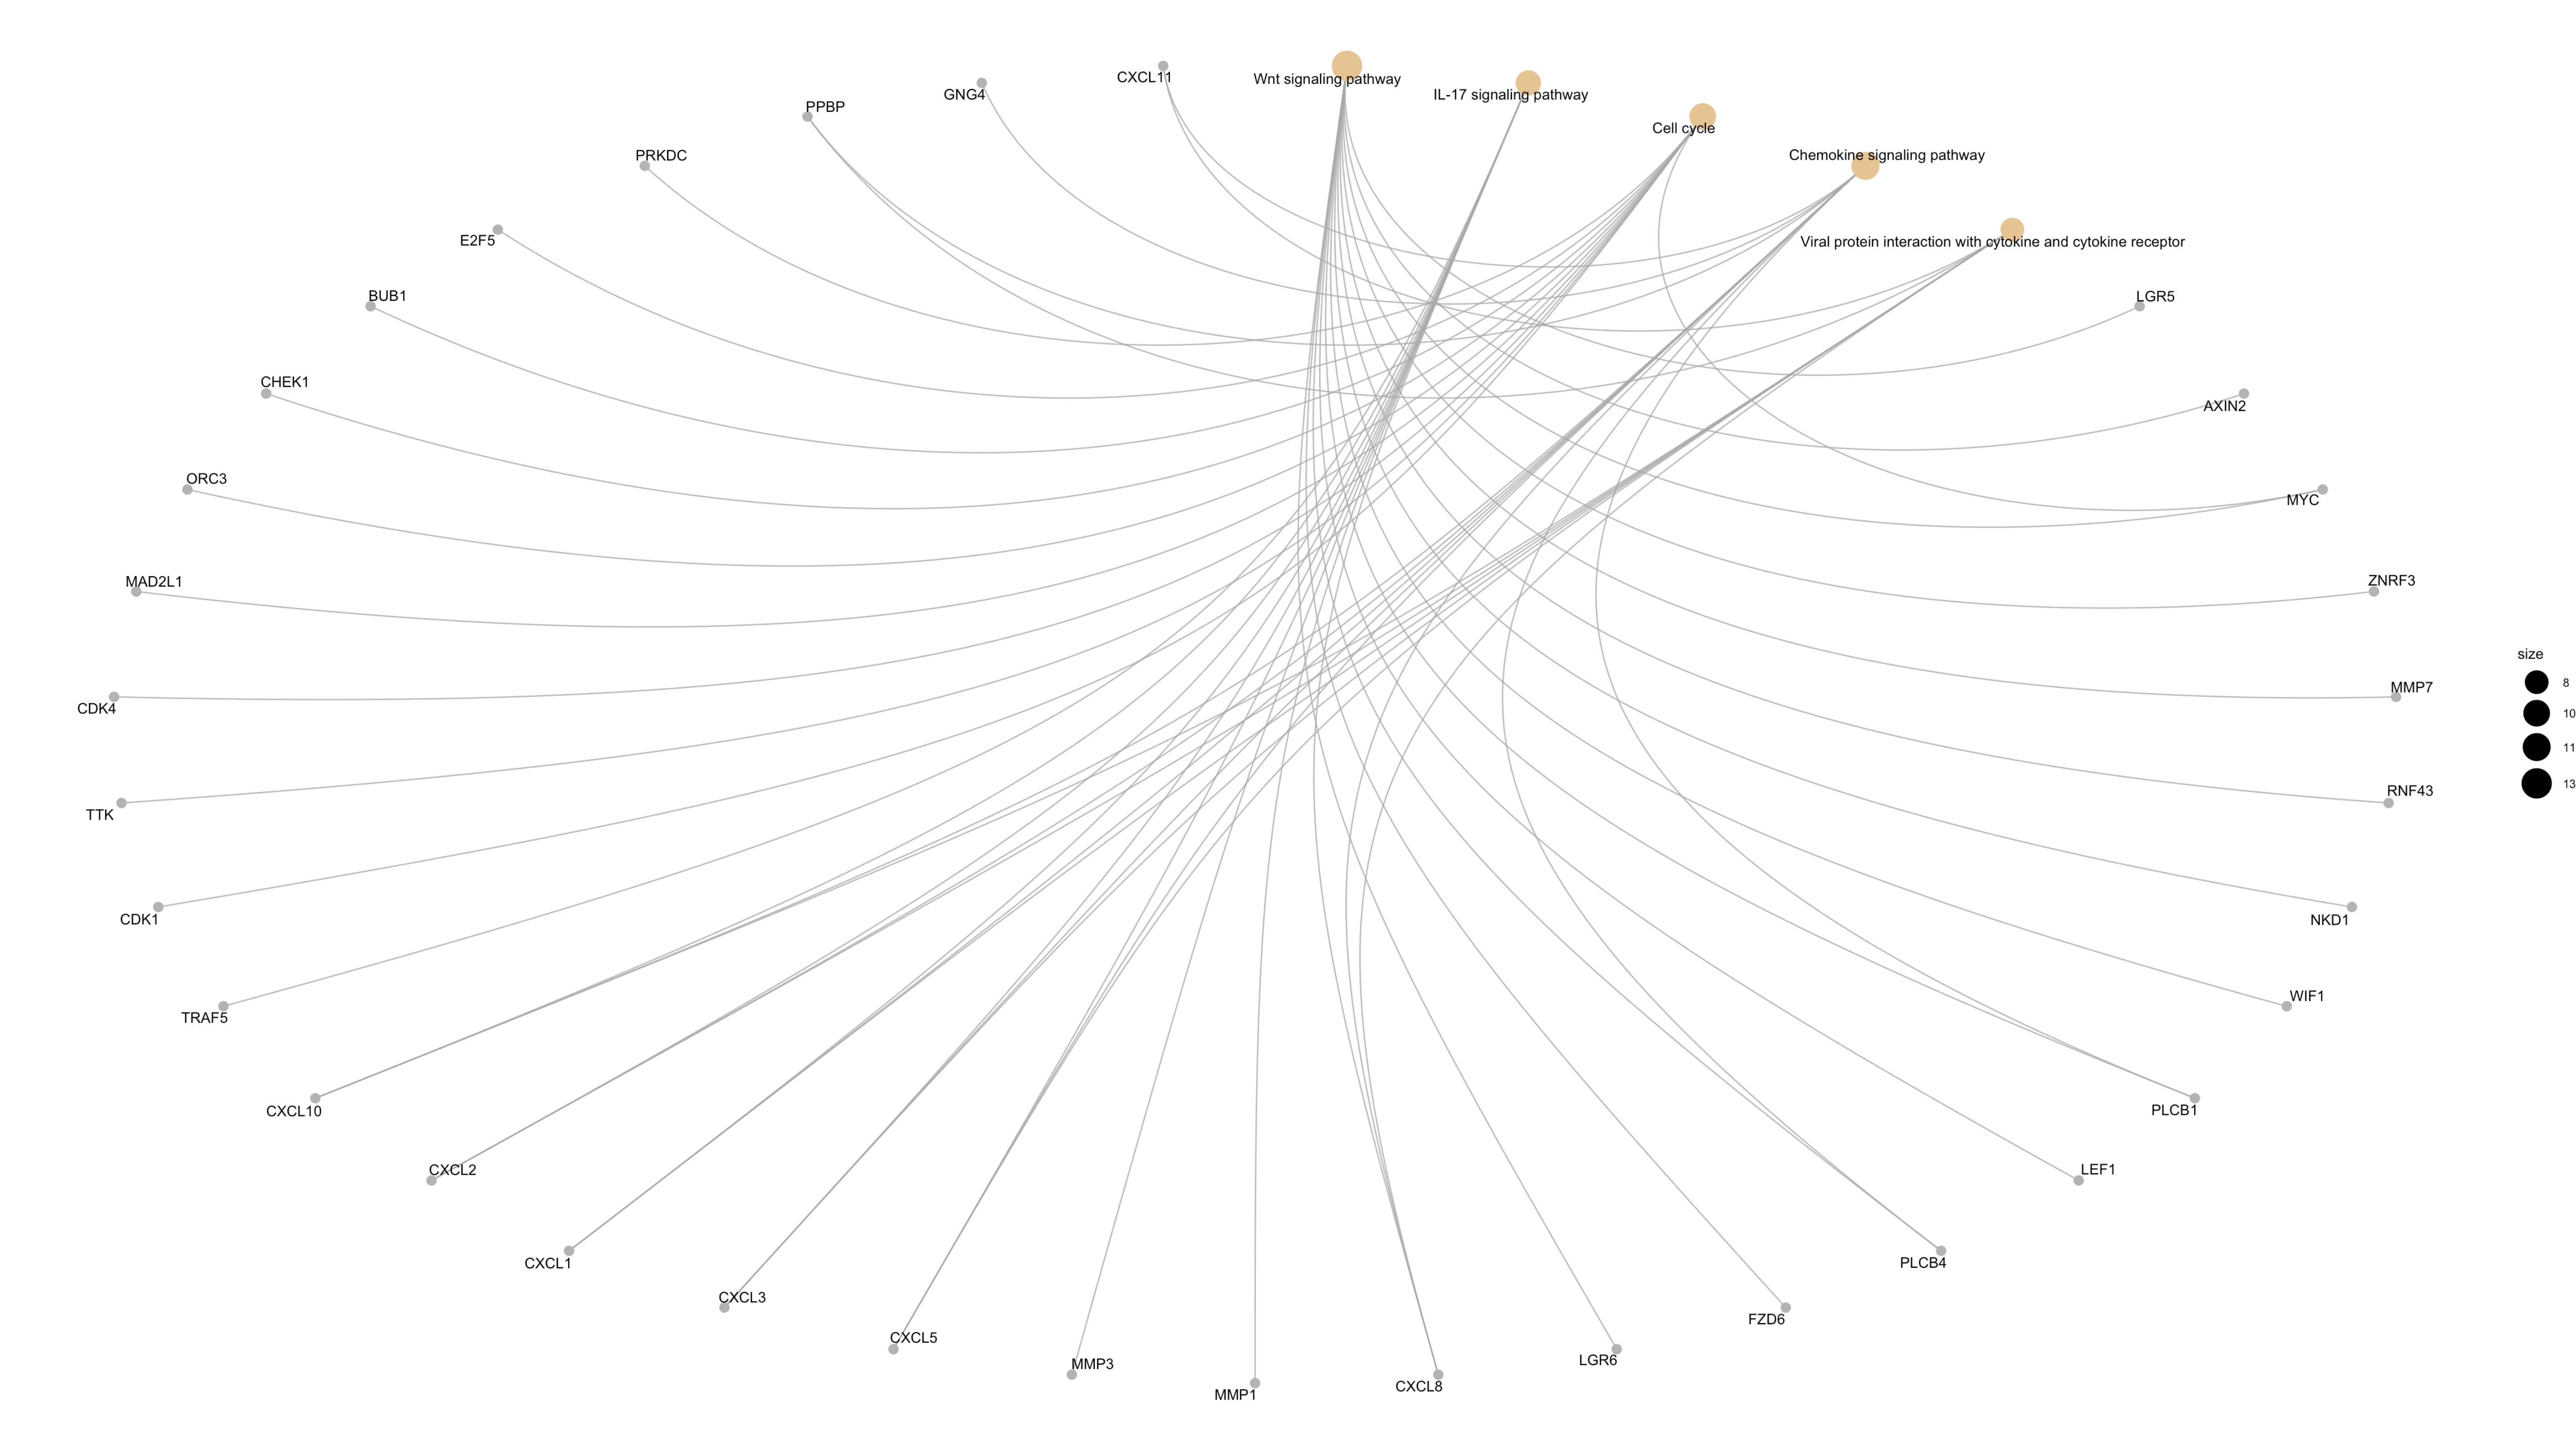 CXCL11
Wnt signaling pathway
GNG4
IL-17 signaling pathway
PPBP
Cell cycle
PRKDC
Chemokine signaling pathway
E2F5
Viral protein interaction with cytokine and cytokine receptor
BUB1
LGR5
CHEK1
AXIN2
ORC3
MYC
MAD2L1
ZNRF3
size
8
10
11
13
CDK4
MMP7
TTK
RNF43
CDK1
NKD1
TRAF5
WIF1
CXCL10
PLCB1
CXCL2
LEF1
CXCL1
PLCB4
CXCL3
FZD6
CXCL5
LGR6
MMP3
CXCL8
MMP1